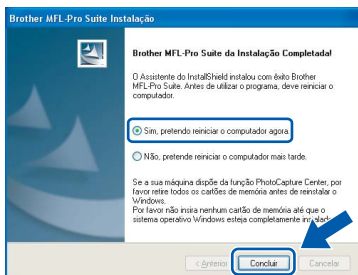 Brother MFL-Pro Suite Instalação
Brother MFL-Pro Suite da Instalação Completada!
O Assistente do InstallShield instalou com êxito Brother
MFL-Pro Suite. Antes de utilizar o programa, deve reiniciar o
computador.
Sim, pretendo reiniciar o computador agora.
Não, pretende reiniciar o computador mais tarde.
Se a sua máquina dispõe da função PhotoCapture Center, por
favor retire todos os cartões de memória antes de reinstalar o
Windows.
Por favor não insira nenhum cartão de memória até que o
sistema operativo Windows esteja completamente instalado.
< Anterior Concluir Cancelar